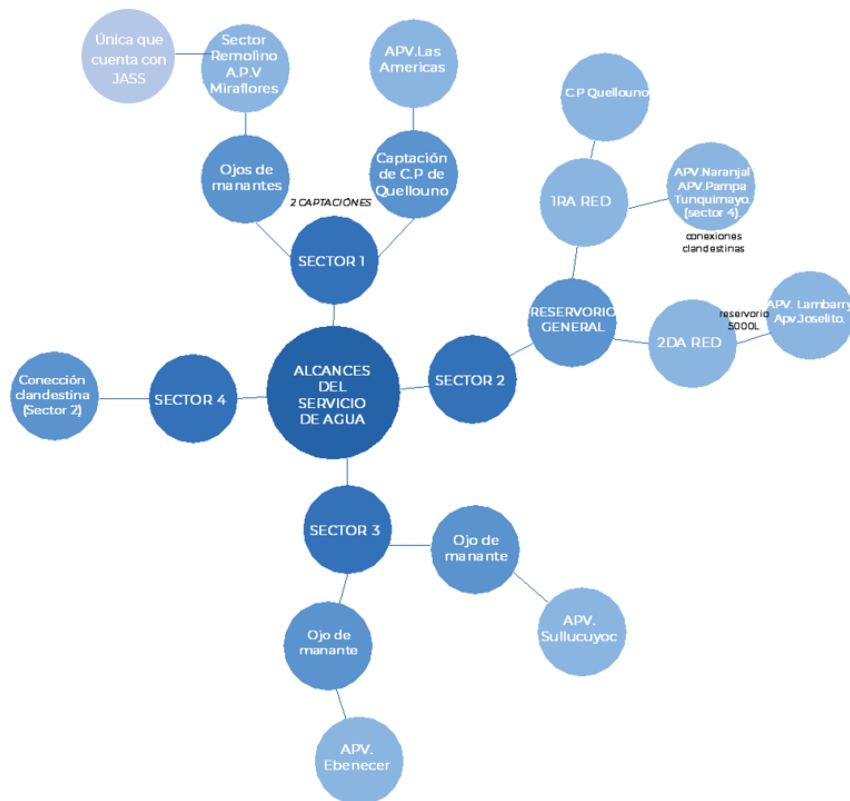 Única que
cuenta con
JASS
Sector
Remolino
A.P.V
Miraflores
APV.Las
Americas
C.P Quellouno
Ojos de
manantes
Captación
de C.P de
Quellouno
2 CAPTACIÓNES
1RA RED
APV.Naranjal
APV.Pampa
Tunquimayo.
(sector 4).
conexiones
clandestinas
SECTOR 1
RESERVORIO
GENERAL
reservorio
5000L
APV. Lambarry
Apv.Joselito.
2DA RED
ALCANCES
DEL
SERVICIO
DE AGUA
SECTOR 2
Conección
clandestina
(Sector 2)
SECTOR 4
SECTOR 3
Ojo de
manante
APV.
Sullucuyoc
Ojo de
manante
APV.
Ebenecer